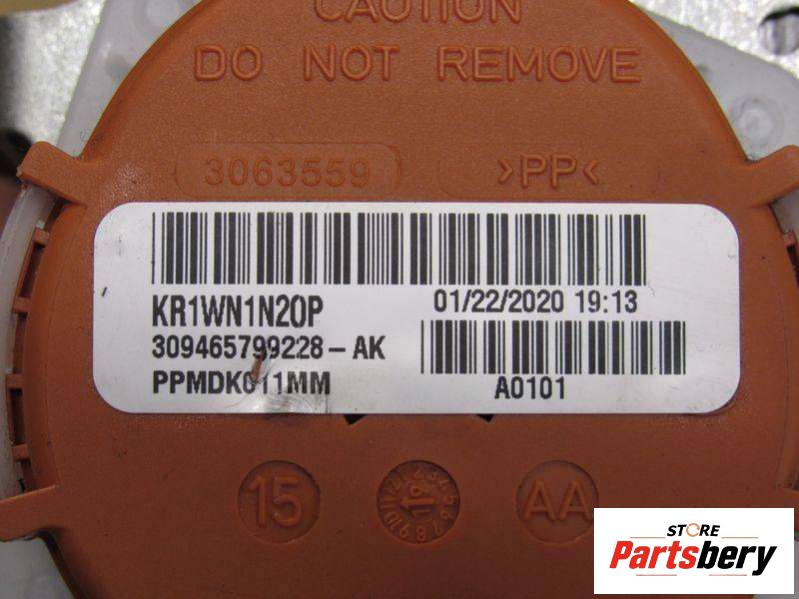 CAUTION
DO NOT REMOVE
3063559 >PP<
KR1WN1N20P 01/22/2020 19:13
309465799228-AK
PPMDK011MM A0101
15 19 AA
STORE
Partsbery